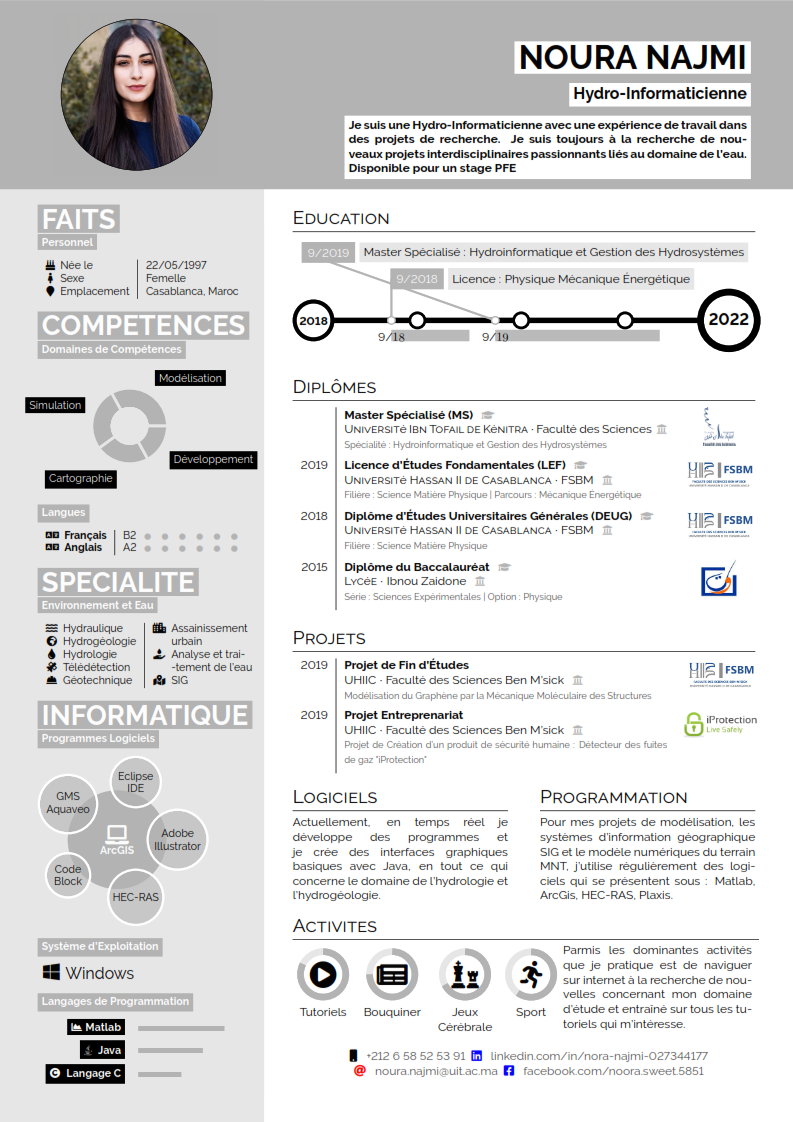 NOURA NAJMI
Hydro-Informaticienne
Je suis une Hydro-Informaticienne avec une expérience de travail dans
des projets de recherche. Je suis toujours à la recherche de nou-
veaux projets interdisciplinaires passionnants liés au domaine de l'eau.
Disponible pour un stage PFE
FAITS
Personnel
Née le 22/05/1997
Sexe Femelle
Emplacement Casablanca, Maroc
COMPETENCES
Domaines de Compétences
Modélisation
Simulation
Développement
Cartographie
Langues
Français B2
Anglais A2
SPECIALITE
Environnement et Eau
Hydraulique
Hydrogéologie
Hydrologie
Télédétection
Géotechnique
Assainissement
urbain
Analyse et trai-
-tement de l'eau
SIG
INFORMATIQUE
Programmes Logiciels
Eclipse
IDE
GMS
Aquaveo
Adobe
Illustrator
ArcGIS
Code
Block
HEC-RAS
Système d'Exploitation
Windows
Langages de Programmation
Matlab
Java
Langage C
EDUCATION
9/2019 Master Spécialisé : Hydroinformatique et Gestion des Hydrosystèmes
9/2018 Licence : Physique Mécanique Énergétique
2018
2022
9/18
9/19
DIPLÔMES
Master Spécialisé (MS)
UNIVERSITÉ IBN TOFAIL DE KÉNITRA · Faculté des Sciences
Spécialité : Hydroinformatique et Gestion des Hydrosystèmes
2019 Licence d'Études Fondamentales (LEF)
UNIVERSITÉ HASSAN II DE CASABLANCA · FSBM
Filière : Science Matière Physique | Parcours : Mécanique Énergétique
FSBM
2018 Diplôme d'Études Universitaires Générales (DEUG)
UNIVERSITÉ HASSAN II DE CASABLANCA · FSBM
Filière : Science Matière Physique
FSBM
2015 Diplôme du Baccalauréat
LYCÉE · Ibnou Zaidone
Série : Sciences Expérimentales | Option : Physique
PROJETS
2019 Projet de Fin d'Études
UHIIC · Faculté des Sciences Ben M'sick
Modélisation du Graphène par la Mécanique Moléculaire des Structures
FSBM
2019 Projet Entreprenariat
UHIIC · Faculté des Sciences Ben M'sick
Projet de Création d'un produit de sécurité humaine : Détecteur des fuites
de gaz "iProtection"
iProtection
Live Safely
LOGICIELS
Actuellement, en temps réel je
développe des programmes et
je crée des interfaces graphiques
basiques avec Java, en tout ce qui
concerne le domaine de l'hydrologie et
l'hydrogéologie.
PROGRAMMATION
Pour mes projets de modélisation, les
systèmes d'information géographique
SIG et le modèle numériques du terrain
MNT, j'utilise régulièrement des logi-
ciels qui se présentent sous : Matlab,
ArcGis, HEC-RAS, Plaxis.
ACTIVITES
Tutoriels
Bouquiner
Jeux
Cérébrale
Sport
Parmis les dominantes activités
que je pratique est de naviguer
sur internet à la recherche de nou-
velles concernant mon domaine
d'étude et entraîné sur tous les tu-
toriels qui m'intéresse.
+212 6 58 52 53 91 linkedin.com/in/nora-najmi-027344177
noura.najmi@uit.ac.ma facebook.com/noora.sweet.5851